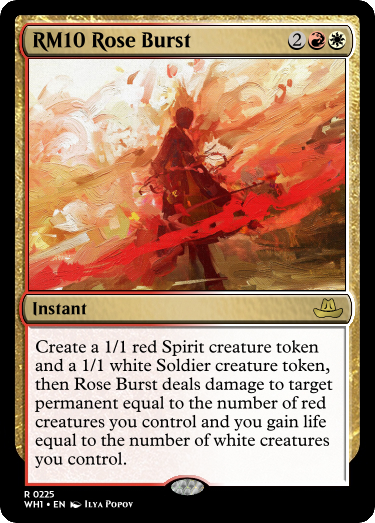 RM10 Rose Burst 2
Instant
Create a 1/1 red Spirit creature token
and a 1/1 white Soldier creature token,
then Rose Burst deals damage to target
permanent equal to the number of red
creatures you control and you gain life
equal to the number of white creatures
you control.
R 0225
WH1 • EN Ilya Popov